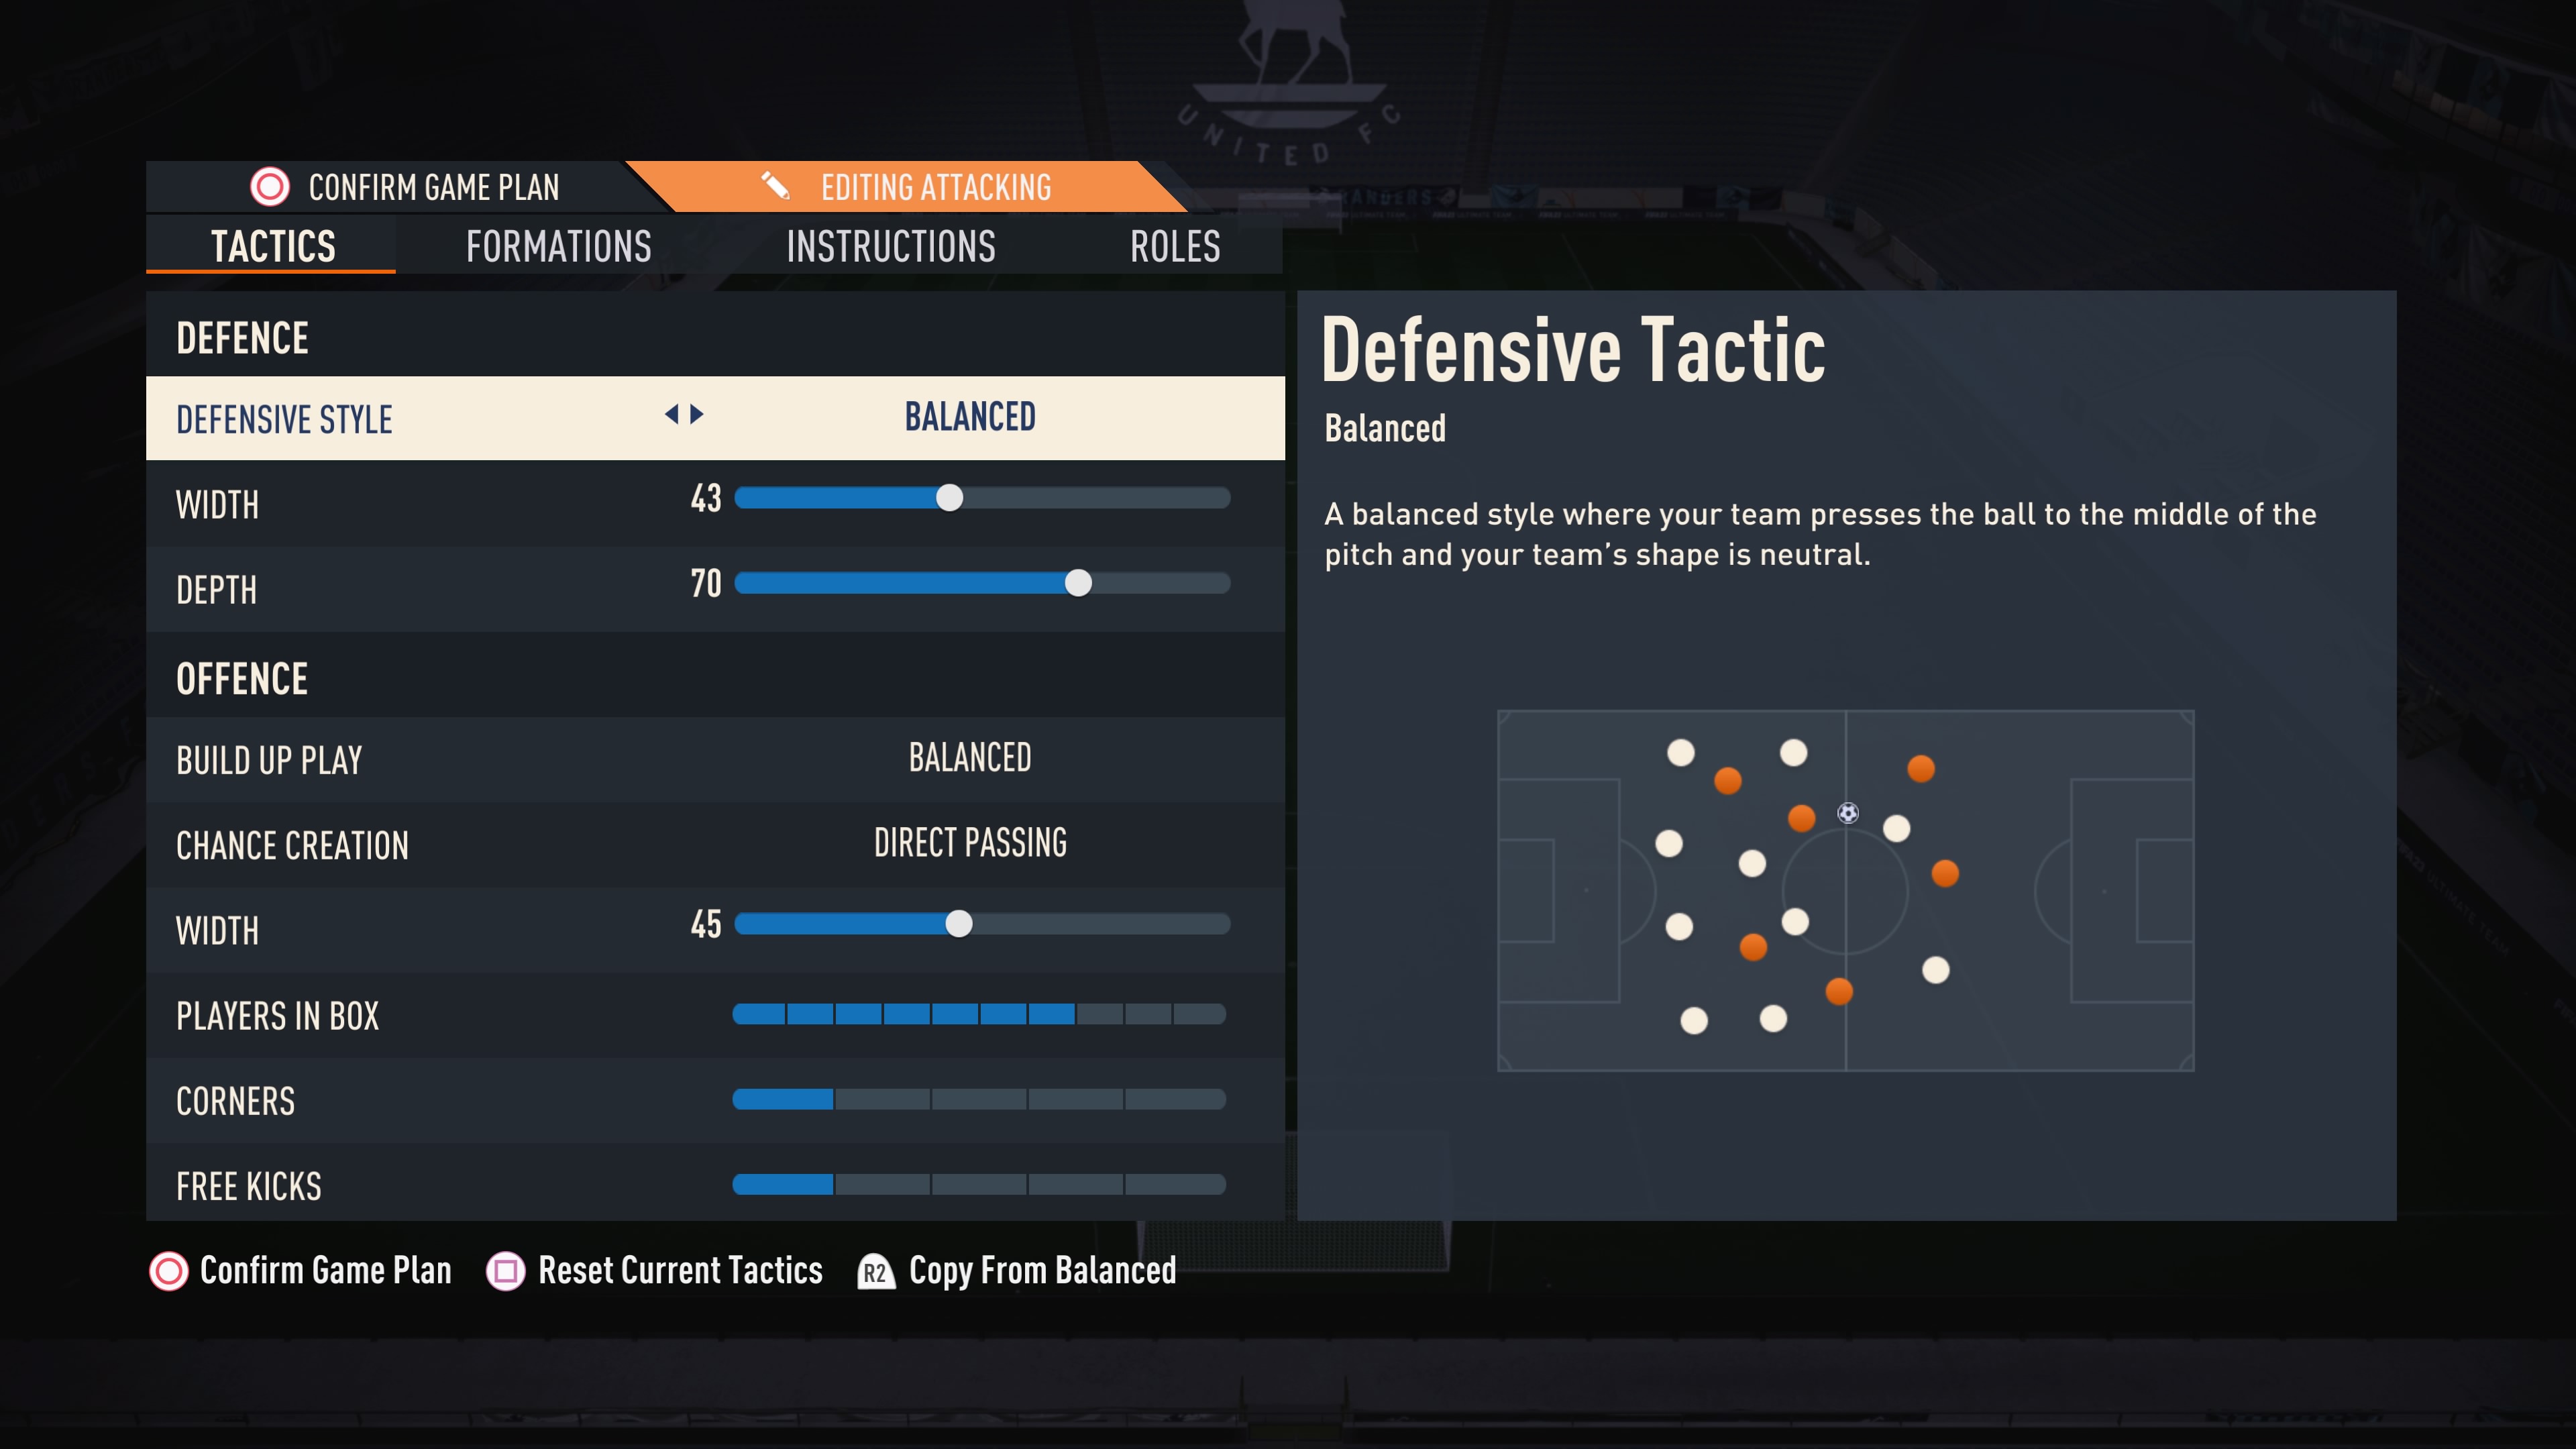 UNITED FC
CONFIRM GAME PLAN
EDITING ATTACKING
TACTICS
FORMATIONS
INSTRUCTIONS
ROLES
DEFENCE
DEFENSIVE STYLE
BALANCED
WIDTH
43
DEPTH
70
OFFENCE
BUILD UP PLAY
BALANCED
CHANCE CREATION
DIRECT PASSING
WIDTH
45
PLAYERS IN BOX
CORNERS
FREE KICKS
Defensive Tactic
Balanced
A balanced style where your team presses the ball to the middle of the
pitch and your team’s shape is neutral.
Confirm Game Plan
Reset Current Tactics
R2
Copy From Balanced